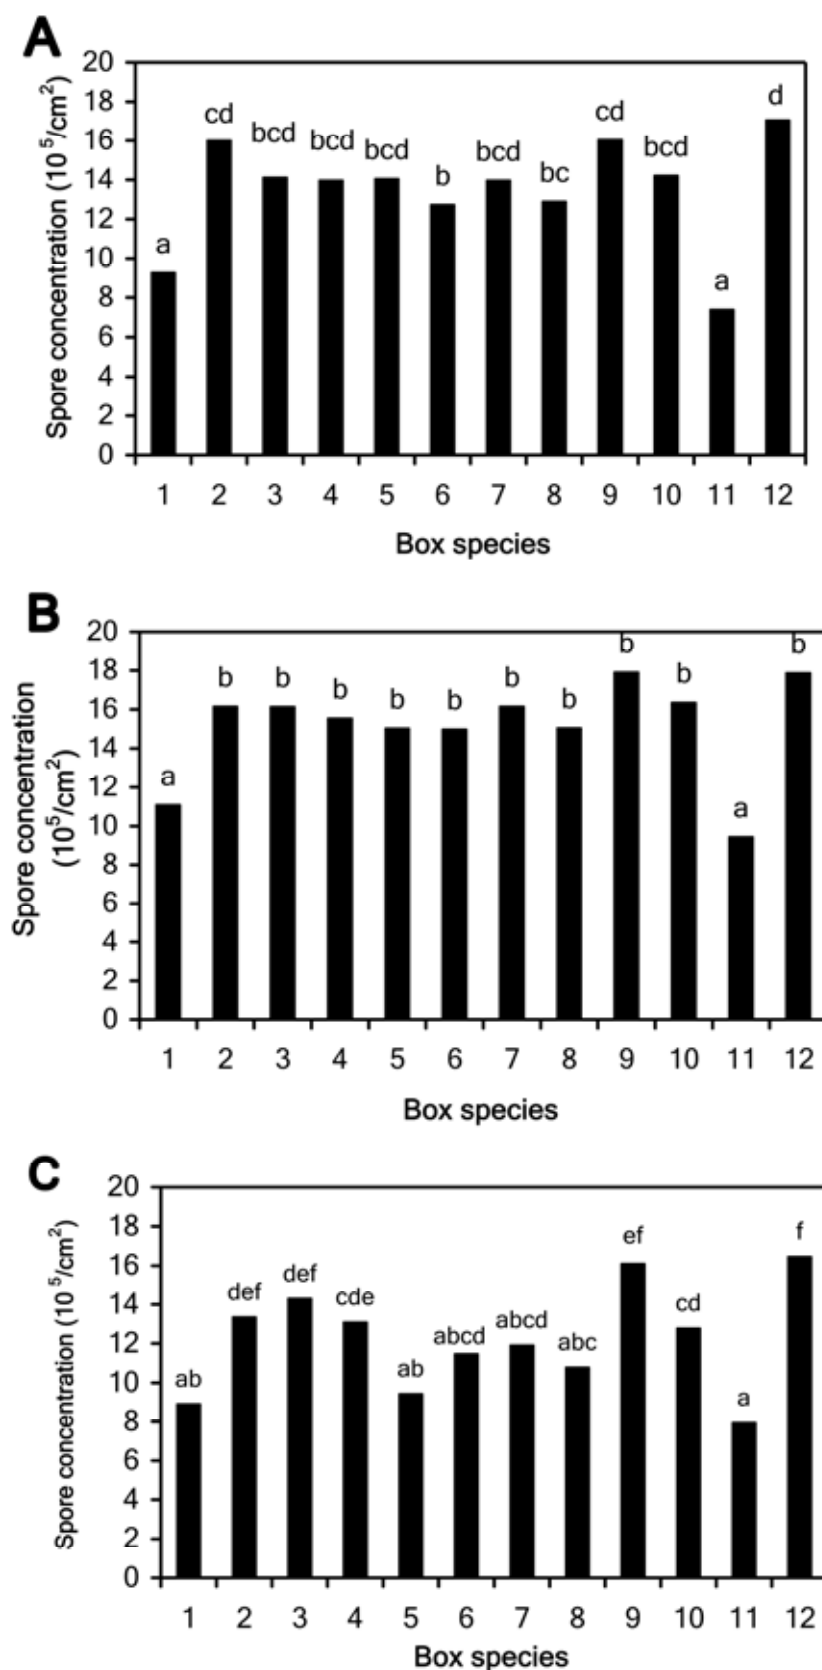 A
20
18
16
14
12
10
8
6
4
2
0
Spore concentration (10⁵/cm²)
a cd bcd bcd bcd b bcd bc cd bcd a d
1 2 3 4 5 6 7 8 9 10 11 12
Box species
B
20
18
16
14
12
10
8
6
4
2
0
Spore concentration
(10⁵/cm²)
a b b b b b b b b b a b
1 2 3 4 5 6 7 8 9 10 11 12
Box species
C
20
18
16
14
12
10
8
6
4
2
0
Spore concentration (10⁵/cm²)
ab def def cde ab abcd abcd abc ef cd a f
1 2 3 4 5 6 7 8 9 10 11 12
Box species